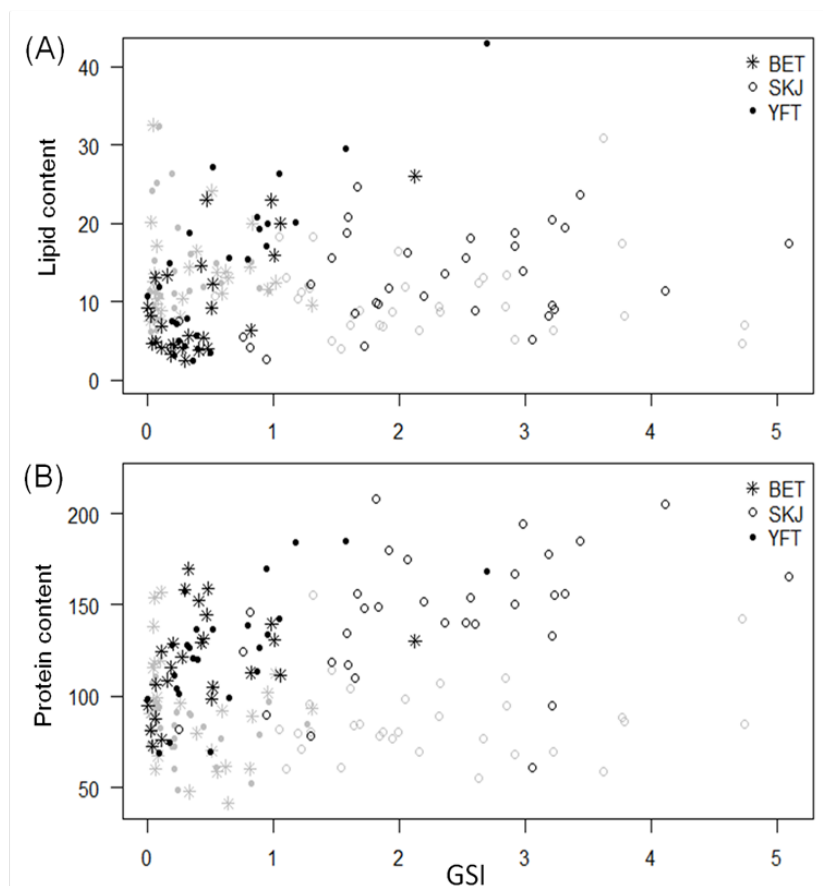 (A)
Lipid content
40
30
20
10
0
BET
SKJ
YFT
0 1 2 3 4 5
(B)
Protein content
200
150
100
50
BET
SKJ
YFT
0 1 2 3 4 5
GSI